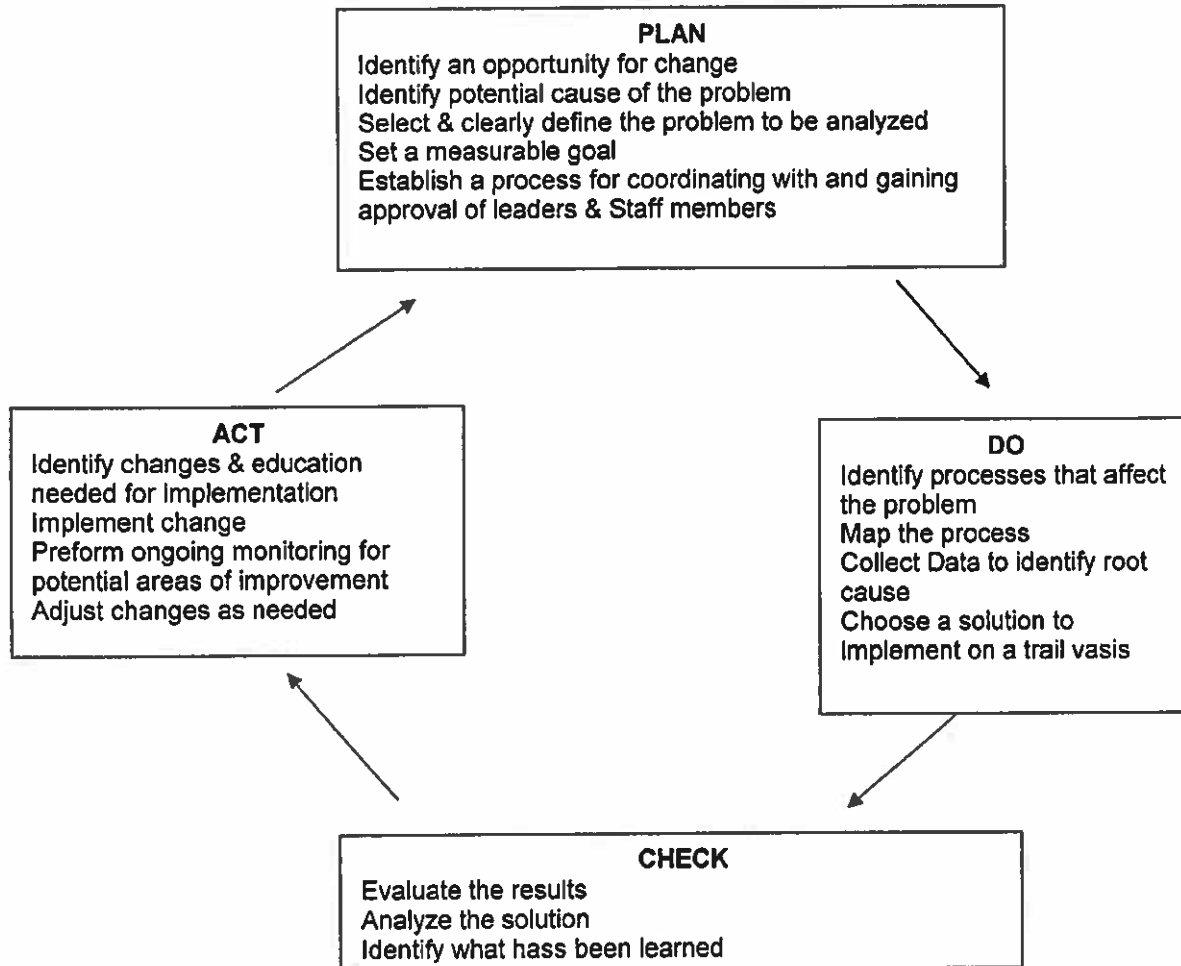 PLAN
Identify an opportunity for change
Identify potential cause of the problem
Select & clearly define the problem to be analyzed
Set a measurable goal
Establish a process for coordinating with and gaining
approval of leaders & Staff members
DO
Identify processes that affect
the problem
Map the process
Collect Data to identify root
cause
Choose a solution to
Implement on a trail vasis
CHECK
Evaluate the results
Analyze the solution
Identify what hass been learned
ACT
Identify changes & education
needed for implementation
Implement change
Preform ongoing monitoring for
potential areas of improvement
Adjust changes as needed